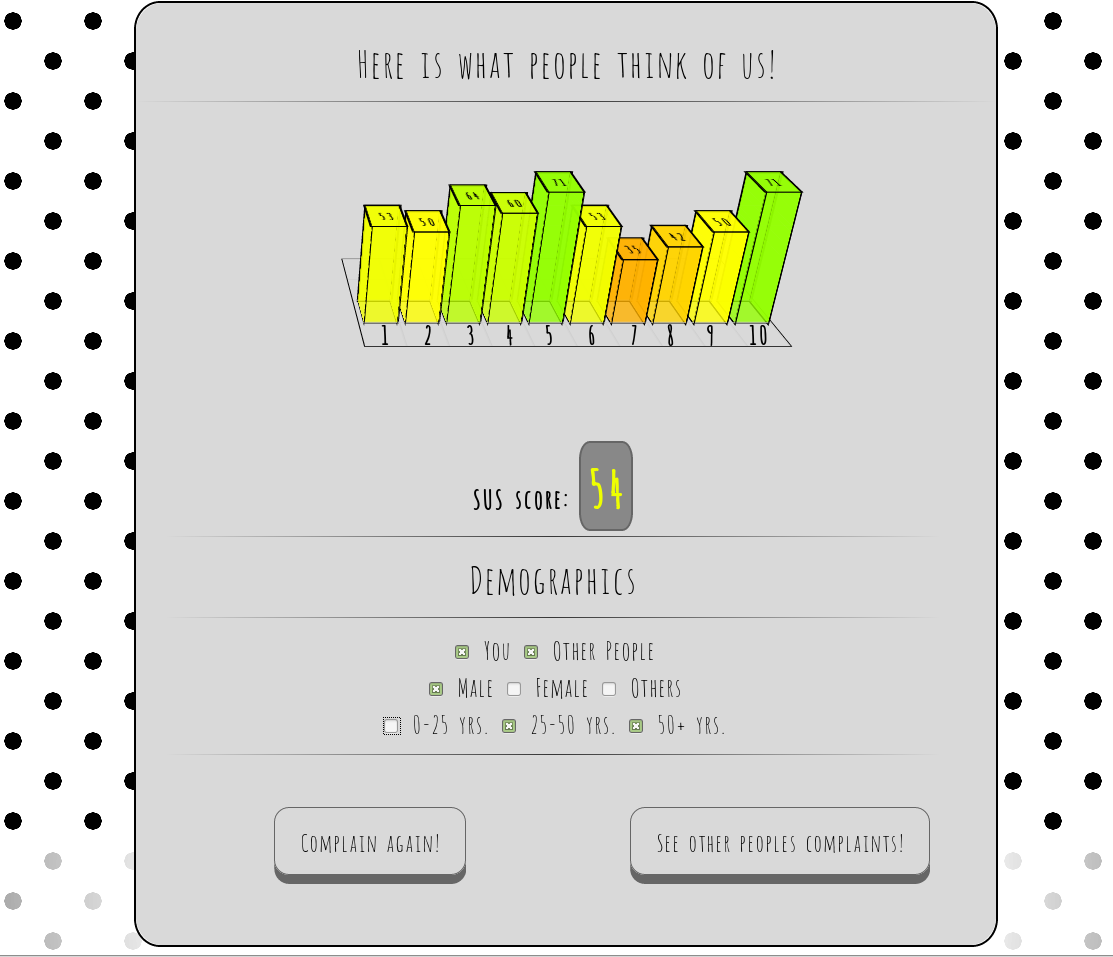 Here is what people think of us!
53 50 64 60 71 53 35 42 50 71
1 2 3 4 5 6 7 8 9 10
SUS score: 54
Demographics
You Other People
Male Female Others
0-25 yrs. 25-50 yrs. 50+ yrs.
Complain again! See other peoples complaints!